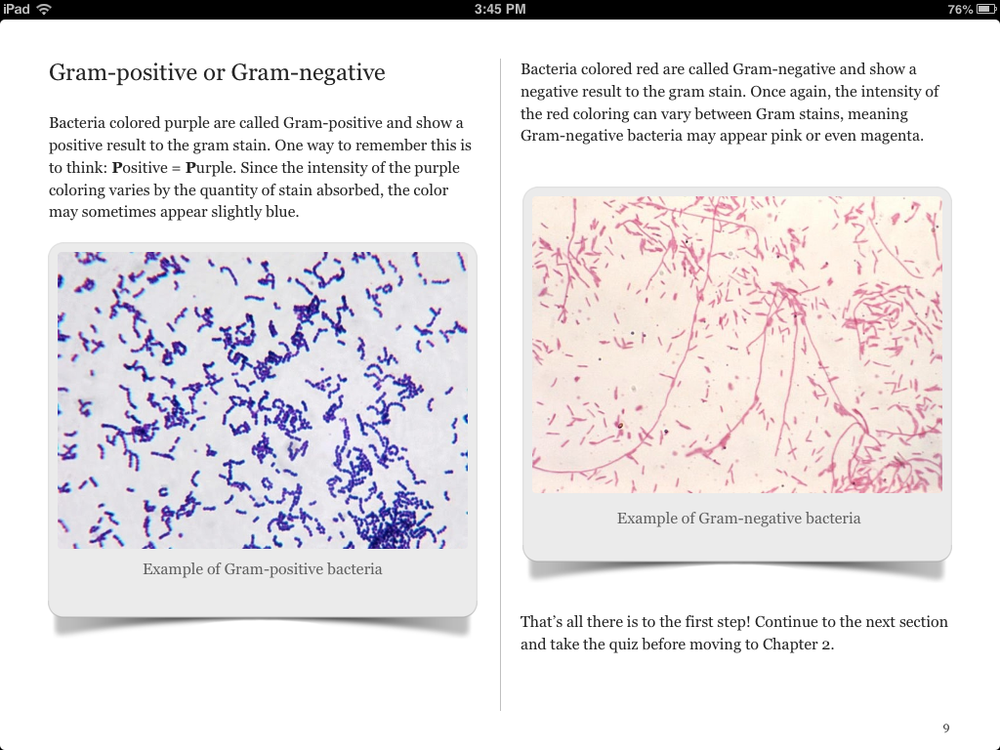 iPad
3:45 PM
76%
Gram-positive or Gram-negative
Bacteria colored purple are called Gram-positive and show a
positive result to the gram stain. One way to remember this is
to think: Positive = Purple. Since the intensity of the purple
coloring varies by the quantity of stain absorbed, the color
may sometimes appear slightly blue.
Example of Gram-positive bacteria
Bacteria colored red are called Gram-negative and show a
negative result to the gram stain. Once again, the intensity of
the red coloring can vary between Gram stains, meaning
Gram-negative bacteria may appear pink or even magenta.
Example of Gram-negative bacteria
That’s all there is to the first step! Continue to the next section
and take the quiz before moving to Chapter 2.
9